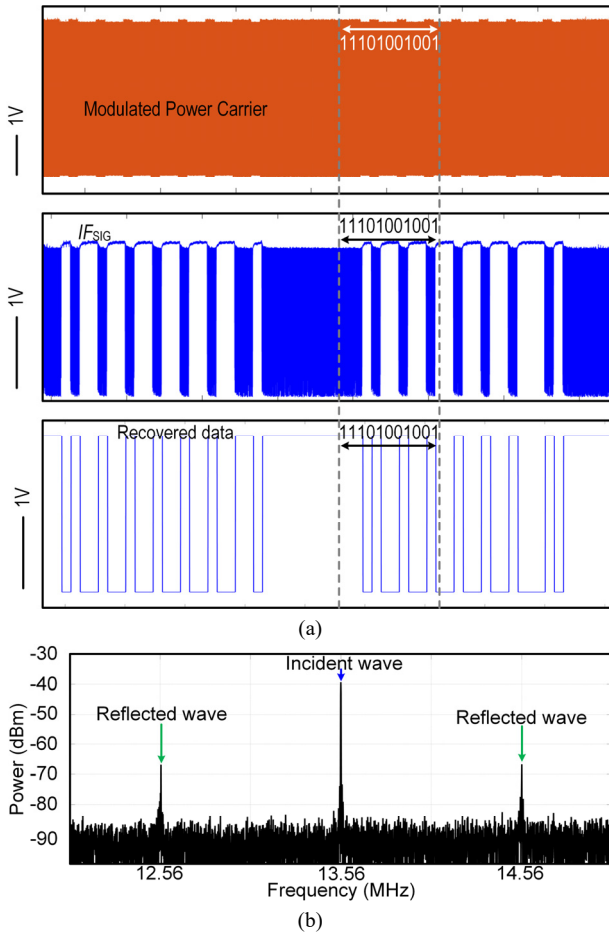 11101001001
Modulated Power Carrier
1V
IFSIG
11101001001
1V
Recovered data
11101001001
1V
(a)
-30
Incident wave
-40
Reflected wave
Reflected wave
-50
-60
-70
-80
-90
Power (dBm)
12.56
13.56
14.56
Frequency (MHz)
(b)